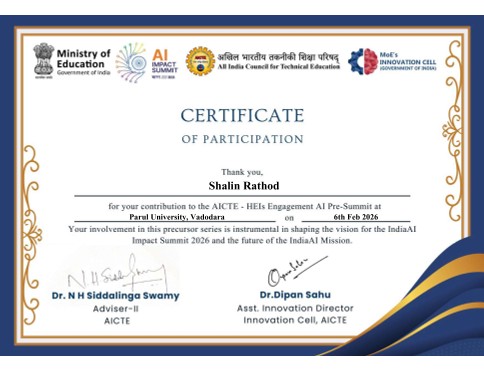 Ministry of
Education
Government of India
AI
IMPACT
SUMMIT
अखिल भारतीय तकनीकी शिक्षा परिषद्
All India Council for Technical Education
MoE's
INNOVATION CELL
(GOVERNMENT OF INDIA)
CERTIFICATE
OF PARTICIPATION
Thank you,
Shalin Rathod
for your contribution to the AICTE - HEIs Engagement AI Pre-Summit at
Parul University, Vadodara on 6th Feb 2026
Your involvement in this precursor series is instrumental in shaping the vision for the IndiaAI
Impact Summit 2026 and the future of the IndiaAI Mission.
Dr. N H Siddalinga Swamy
Adviser-II
AICTE
Dr.Dipan Sahu
Asst. Innovation Director
Innovation Cell, AICTE